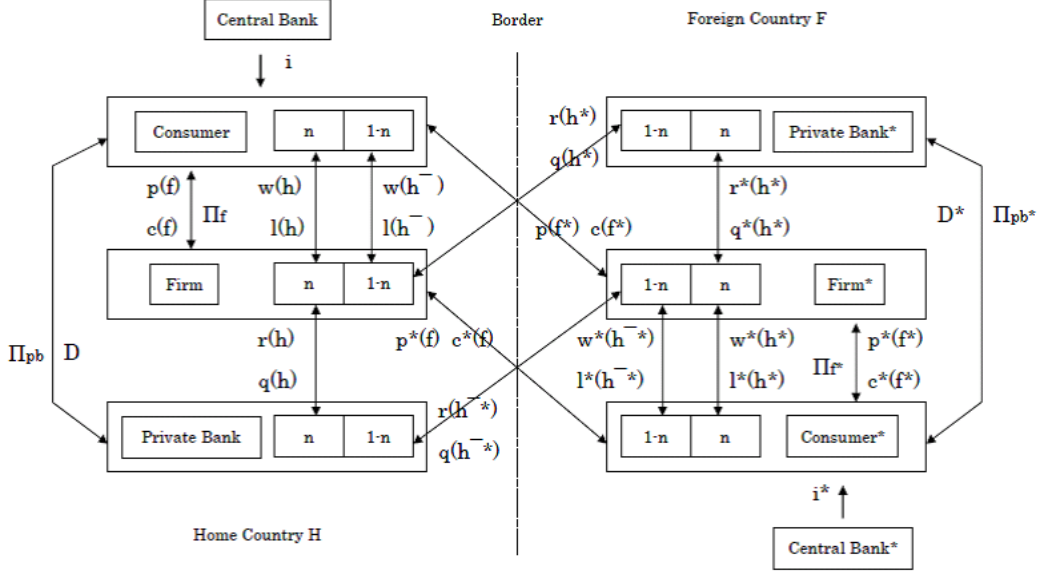 Central Bank
Border
Foreign Country F
i
Consumer
n
1-n
r(h*)
q(h*)
1-n
n
Private Bank*
p(f)
c(f)
Πf
w(h)
l(h)
w(h¯)
l(h¯)
r*(h*)
q*(h*)
D*
Πpb*
p(f*) c(f*)
Firm
n
1-n
1-n
n
Firm*
Πpb
D
r(h)
q(h)
p*(f) c*(f)
w*(h¯*)
l*(h¯*)
w*(h*)
l*(h*)
Πf*
p*(f*)
c*(f*)
Private Bank
n
1-n
r(h¯*)
q(h¯*)
1-n
n
Consumer*
i*
Home Country H
Central Bank*